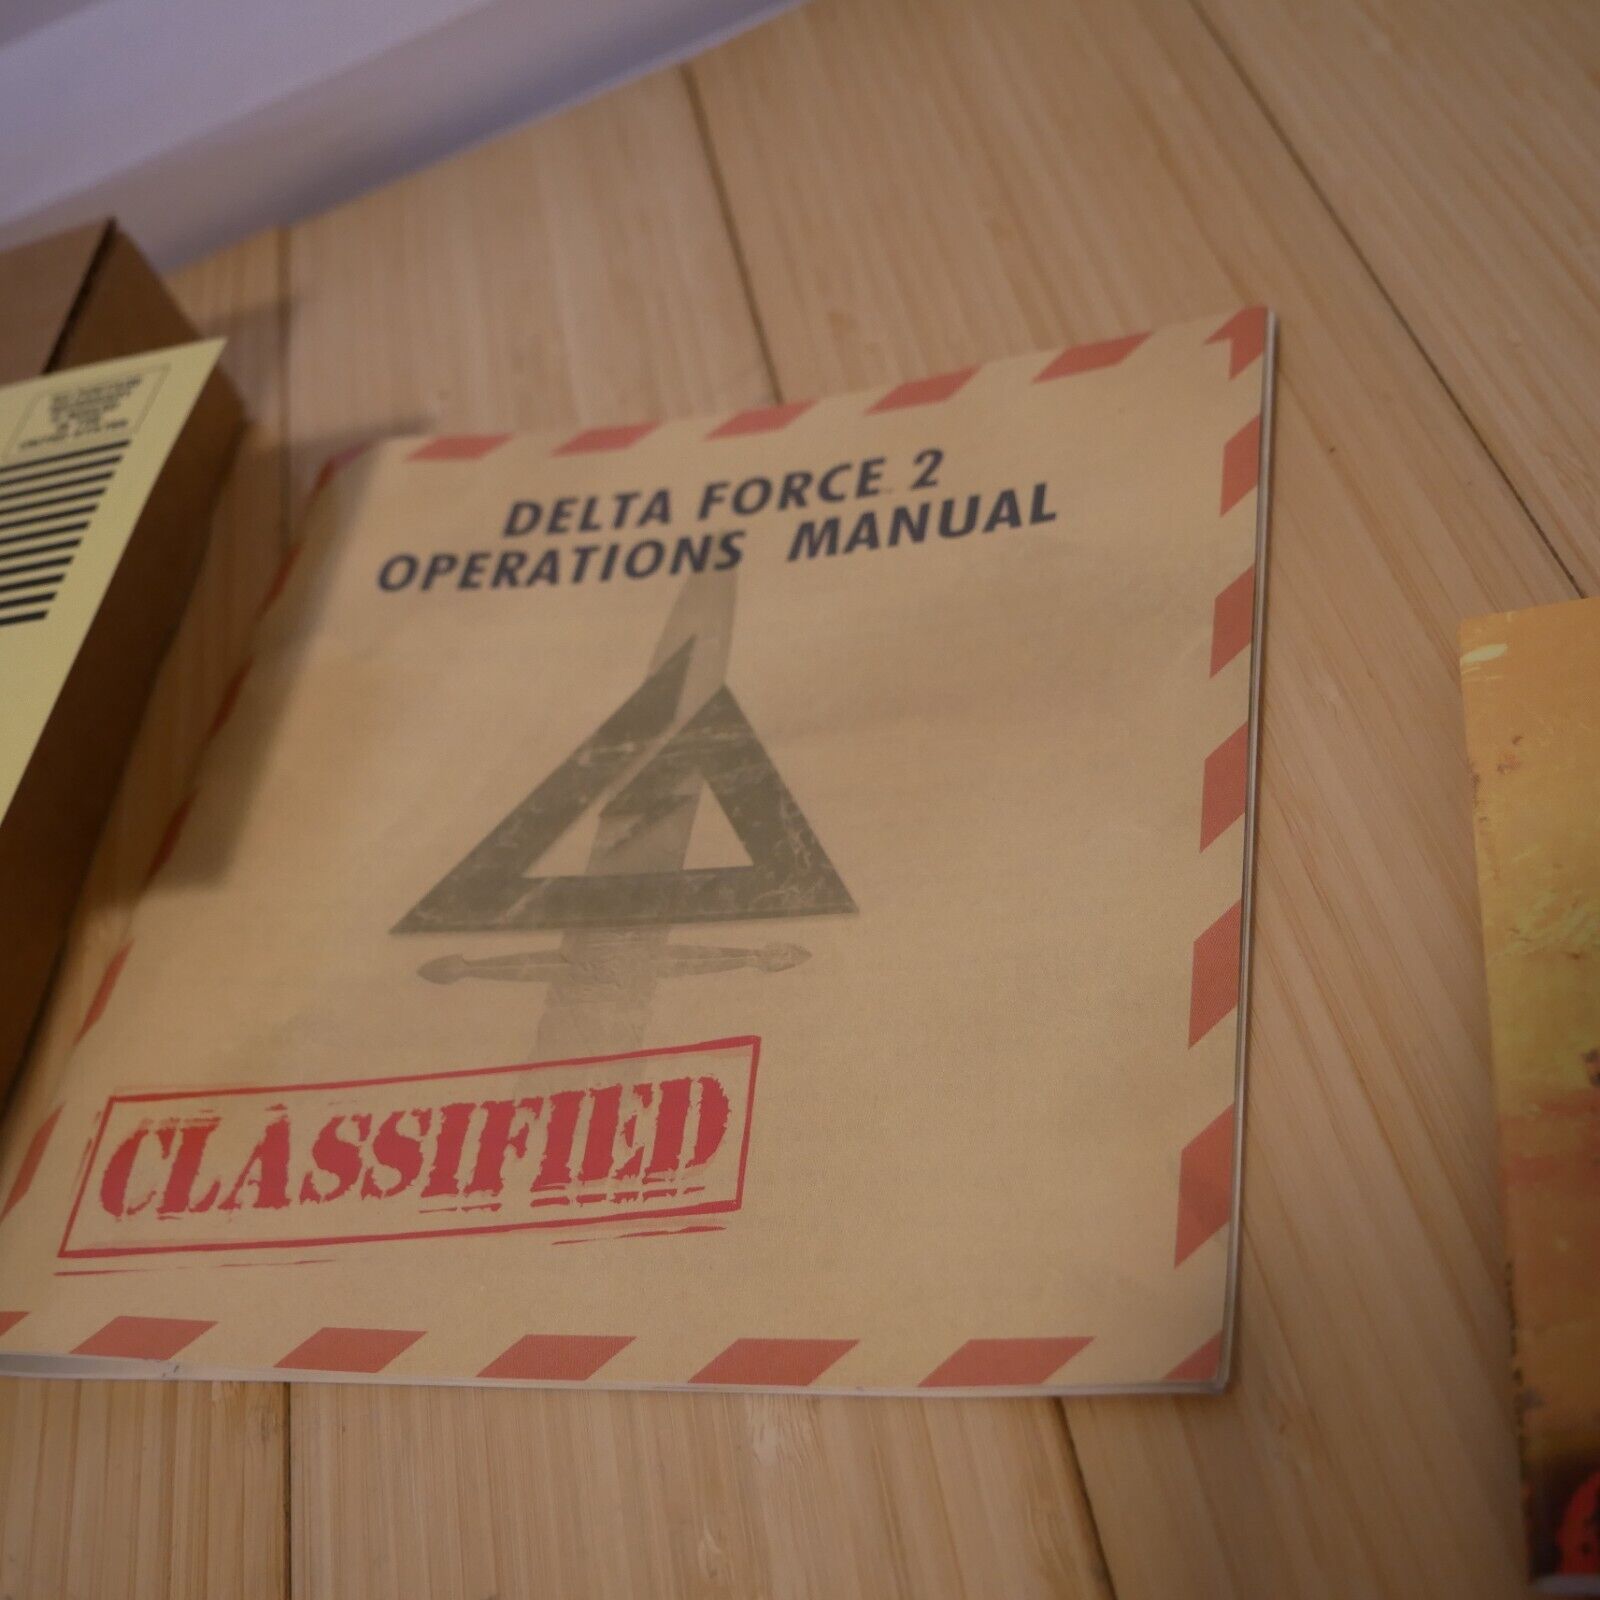 DELTA FORCE 2
OPERATIONS MANUAL
CLASSIFIED